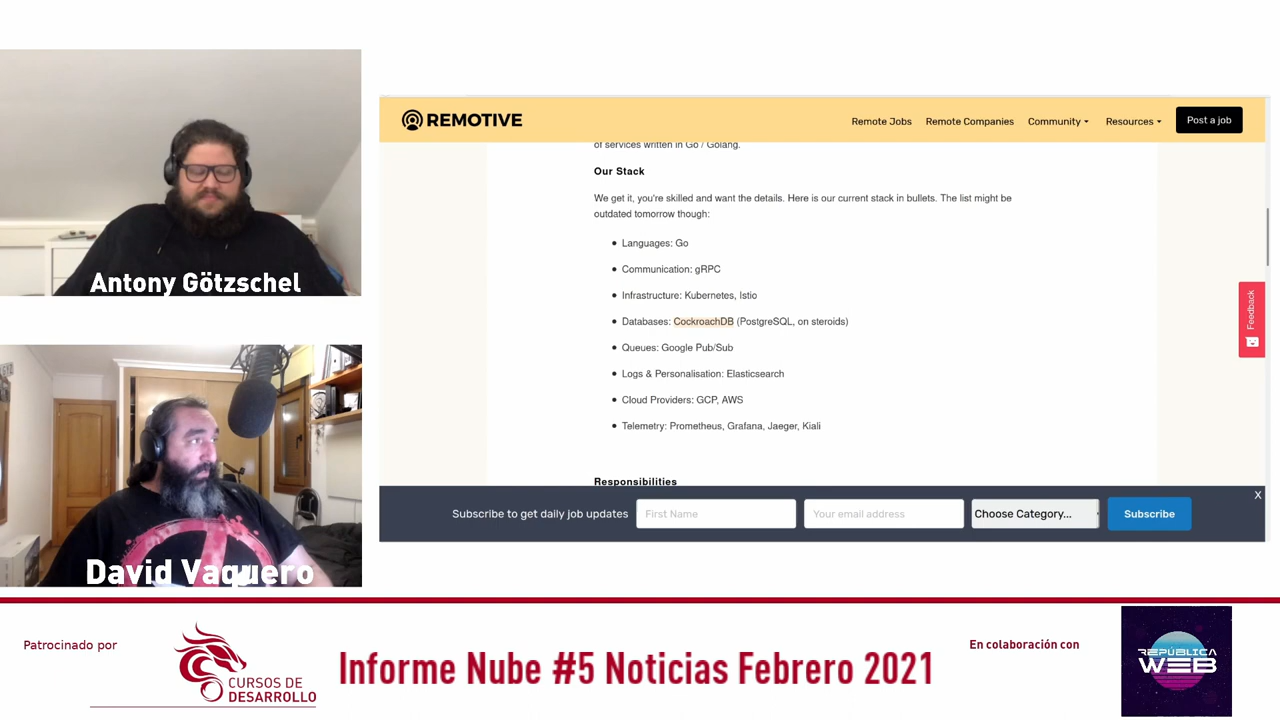 Antony Götzschel
David Vaquero
REMOTIVE
Remote Jobs Remote Companies Community Resources Post a job
of services written in Go / Golang.
Our Stack
We get it, you're skilled and want the details. Here is our current stack in bullets. The list might be
outdated tomorrow though:
Languages: Go
Communication: gRPC
Infrastructure: Kubernetes, Istio
Databases: CockroachDB (PostgreSQL, on steroids)
Queues: Google Pub/Sub
Logs & Personalisation: Elasticsearch
Cloud Providers: GCP, AWS
Telemetry: Prometheus, Grafana, Jaeger, Kiali
Responsibilities
Feedback
X
Subscribe to get daily job updates First Name Your email address Choose Category... Subscribe
Patrocinado por
CURSOS DE
DESARROLLO
Informe Nube #5 Noticias Febrero 2021
En colaboración con
REPÚBLICA
WEB